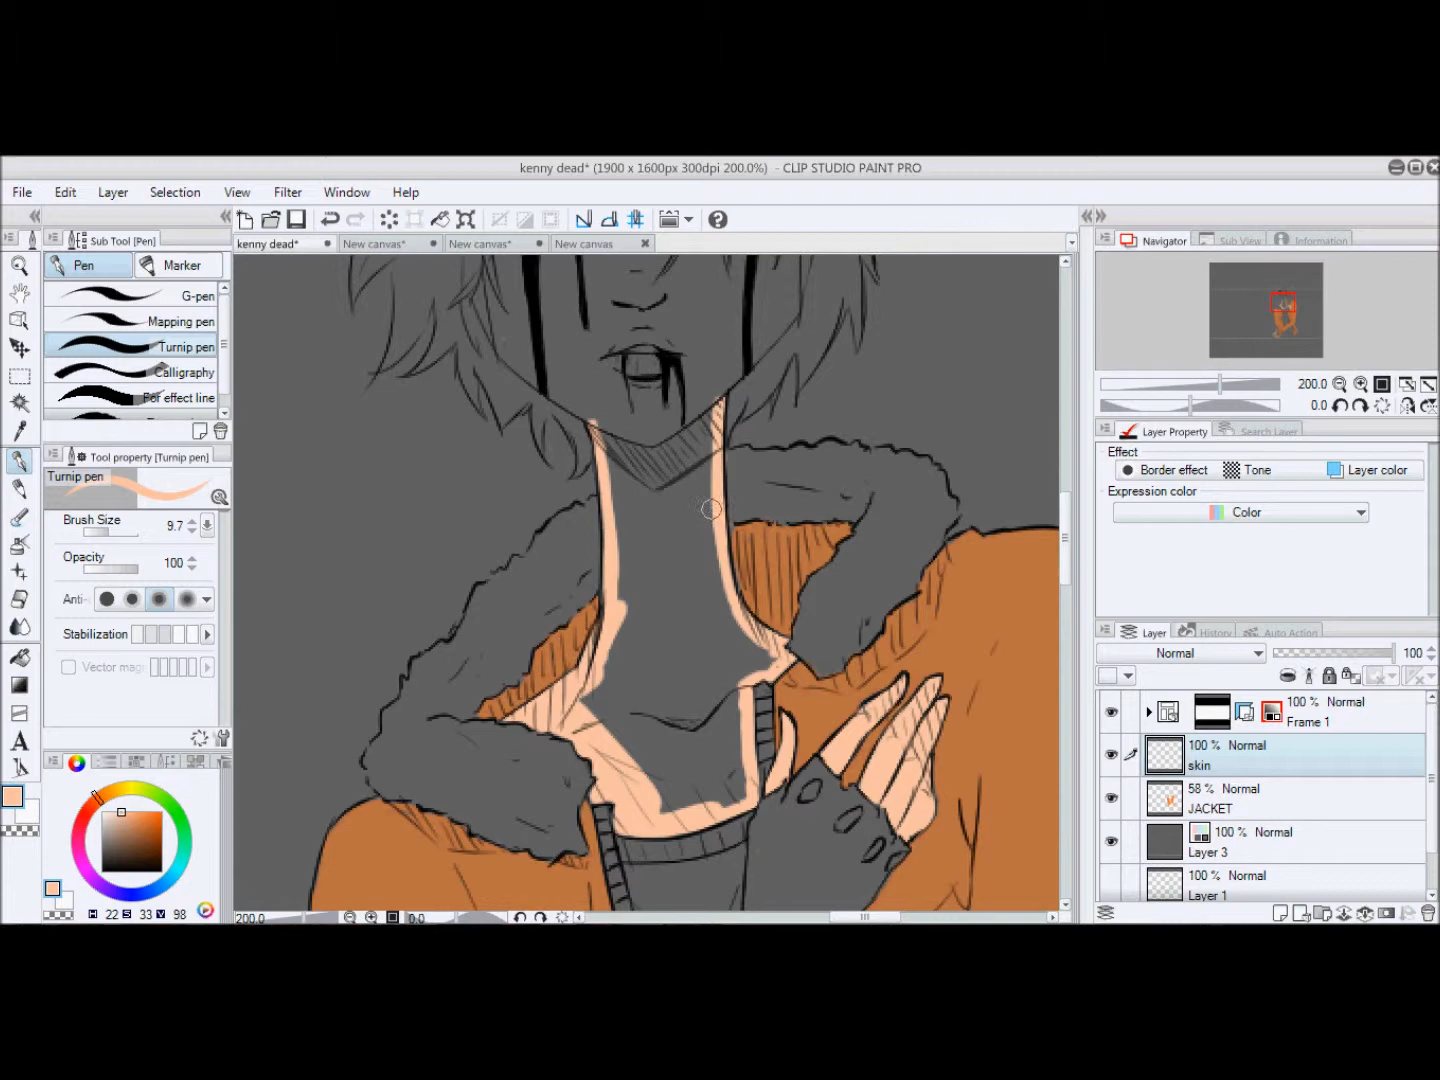 kenny dead* (1900 x 1600px 300dpi 200.0%) - CLIP STUDIO PAINT PRO
File Edit Layer Selection View Filter Window Help
Sub Tool [Pen]
kenny dead* New canvas* New canvas* New canvas
Navigator Sub View Information
Pen Marker
G-pen
Mapping pen
Turnip pen
Calligraphy
For effect line
200.0
0.0
Layer Property Search Layer
Effect
Border effect Tone Layer color
Expression color
Color
Tool property [Turnip pen]
Turnip pen
Brush Size 9.7
Opacity 100
Anti-
Stabilization
Vector mag
Layer History Auto Action
Normal 100
100 % Normal
Frame 1
100 % Normal
skin
58 % Normal
JACKET
100 % Normal
Layer 3
100 % Normal
Layer 1
H 22 S 33 V 98
200.0 0.0